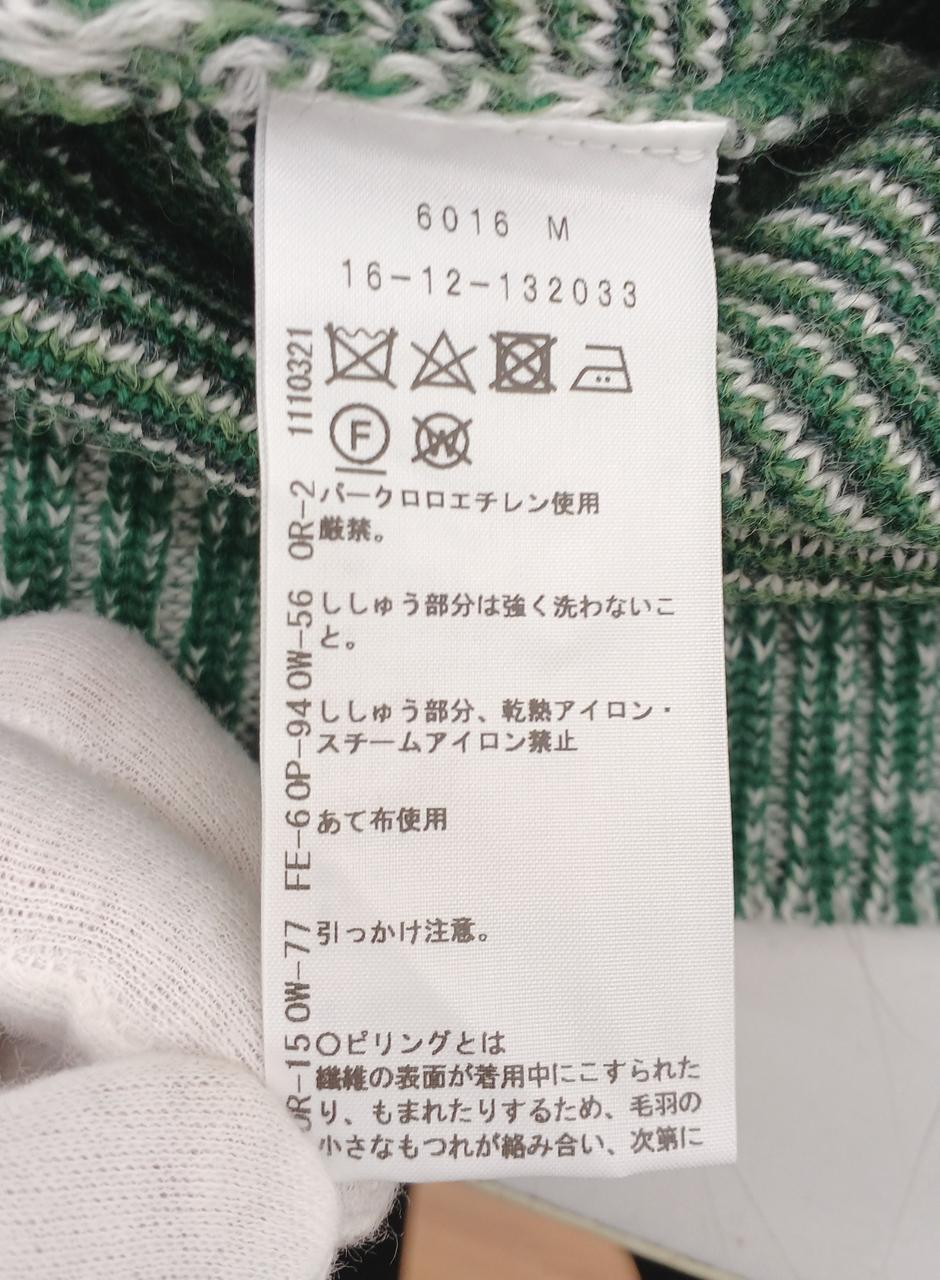 6016 M
16-12-132033
F
W
パークロロエチレン使用
厳禁。
ししゅう部分は強く洗わないこ
と。
ししゅう部分、乾熱アイロン・
スチームアイロン禁止
あて布使用
引っかけ注意。
〇ピリングとは
繊維の表面が着用中にこすられた
り、もまれたりするため、毛羽の
小さなもつれが絡み合い、次第に
OR-15 OW-77 FE-6 OP-94 OW-56 OR-2 1110321